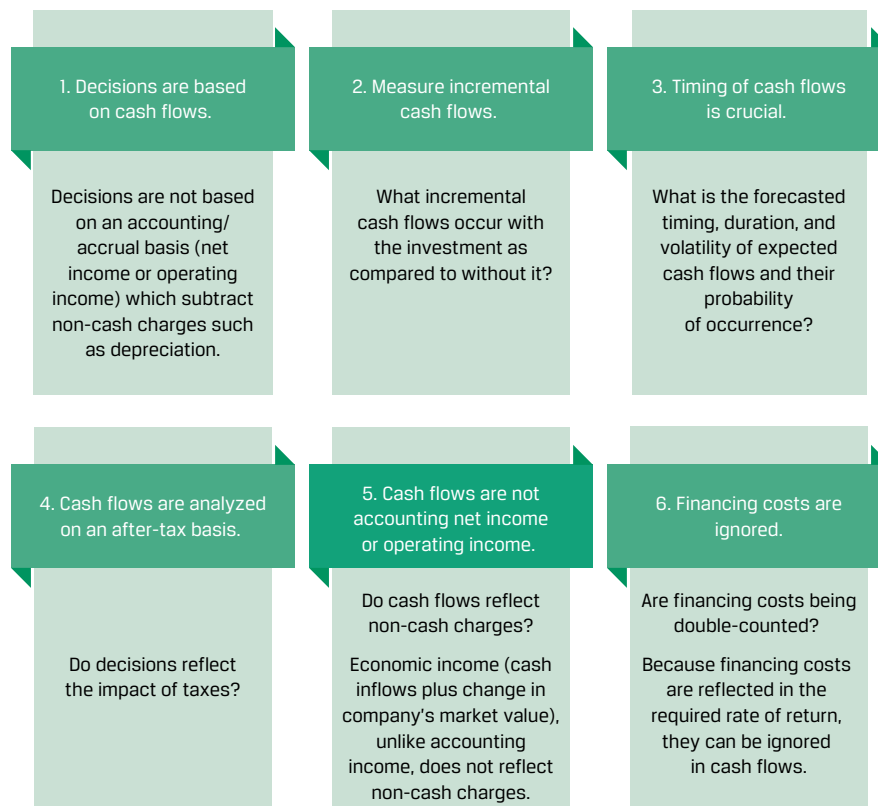 1. Decisions are based
on cash flows.
Decisions are not based
on an accounting/
accrual basis (net
income or operating
income) which subtract
non-cash charges such
as depreciation.
2. Measure incremental
cash flows.
What incremental
cash flows occur with
the investment as
compared to without it?
3. Timing of cash flows
is crucial.
What is the forecasted
timing, duration, and
volatility of expected
cash flows and their
probability
of occurrence?
4. Cash flows are analyzed
on an after-tax basis.
Do decisions reflect
the impact of taxes?
5. Cash flows are not
accounting net income
or operating income.
Do cash flows reflect
non-cash charges?
Economic income (cash
inflows plus change in
company's market value),
unlike accounting
income, does not reflect
non-cash charges.
6. Financing costs are
ignored.
Are financing costs being
double-counted?
Because financing costs
are reflected in the
required rate of return,
they can be ignored
in cash flows.